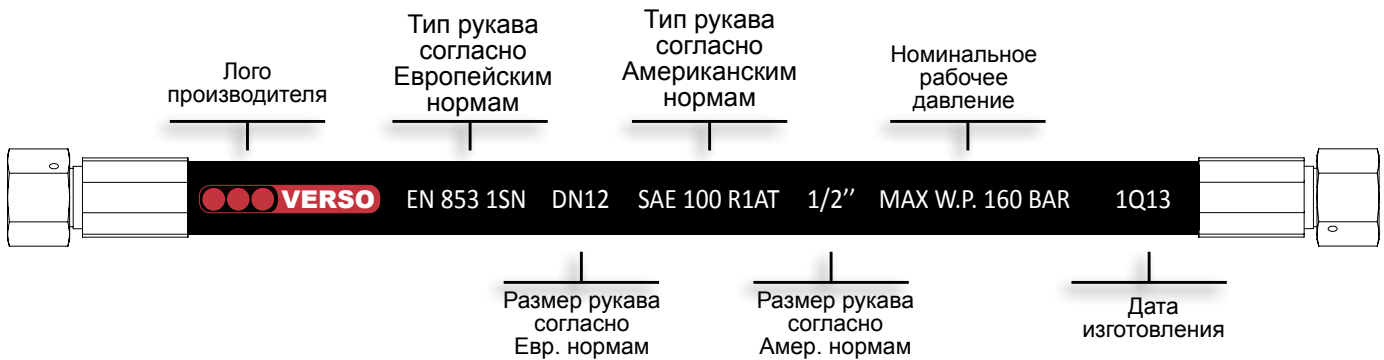 Лого
производителя
Тип рукава
согласно
Европейским
нормам
Тип рукава
согласно
Американским
нормам
Номинальное
рабочее
давление
VERSO EN 853 1SN DN12 SAE 100 R1AT 1/2’’ MAX W.P. 160 BAR 1Q13
Размер рукава
согласно
Евр. нормам
Размер рукава
согласно
Амер. нормам
Дата
изготовления